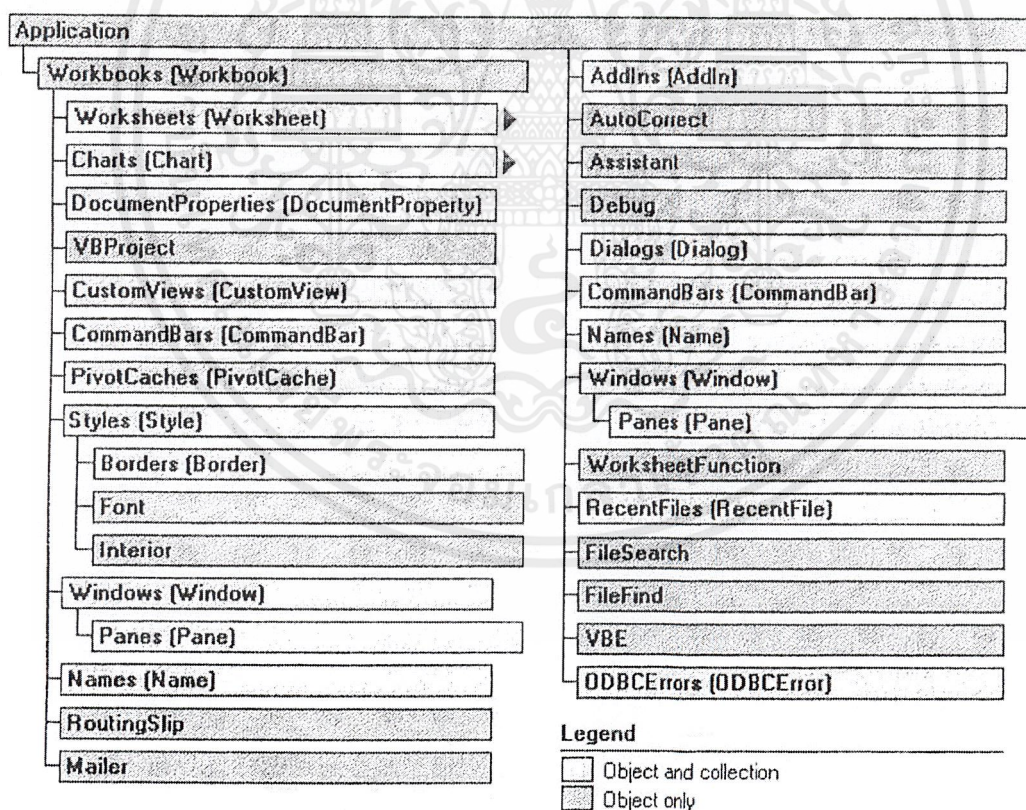 Application
Workbooks (Workbook)
Worksheets (Worksheet)
Charts (Chart)
DocumentProperties (DocumentProperty)
VBProject
CustomViews (CustomView)
CommandBars (CommandBar)
PivotCaches (PivotCache)
Styles (Style)
Borders (Border)
Font
Interior
Windows (Window)
Panes (Pane)
Names (Name)
RoutingSlip
Mailer
AddIns (AddIn)
AutoCorrect
Assistant
Debug
Dialogs (Dialog)
CommandBars (CommandBar)
Names (Name)
Windows (Window)
Panes (Pane)
WorksheetFunction
RecentFiles (RecentFile)
FileSearch
FileFind
VBE
ODBCErrors (ODBCError)
Legend
Object and collection
Object only